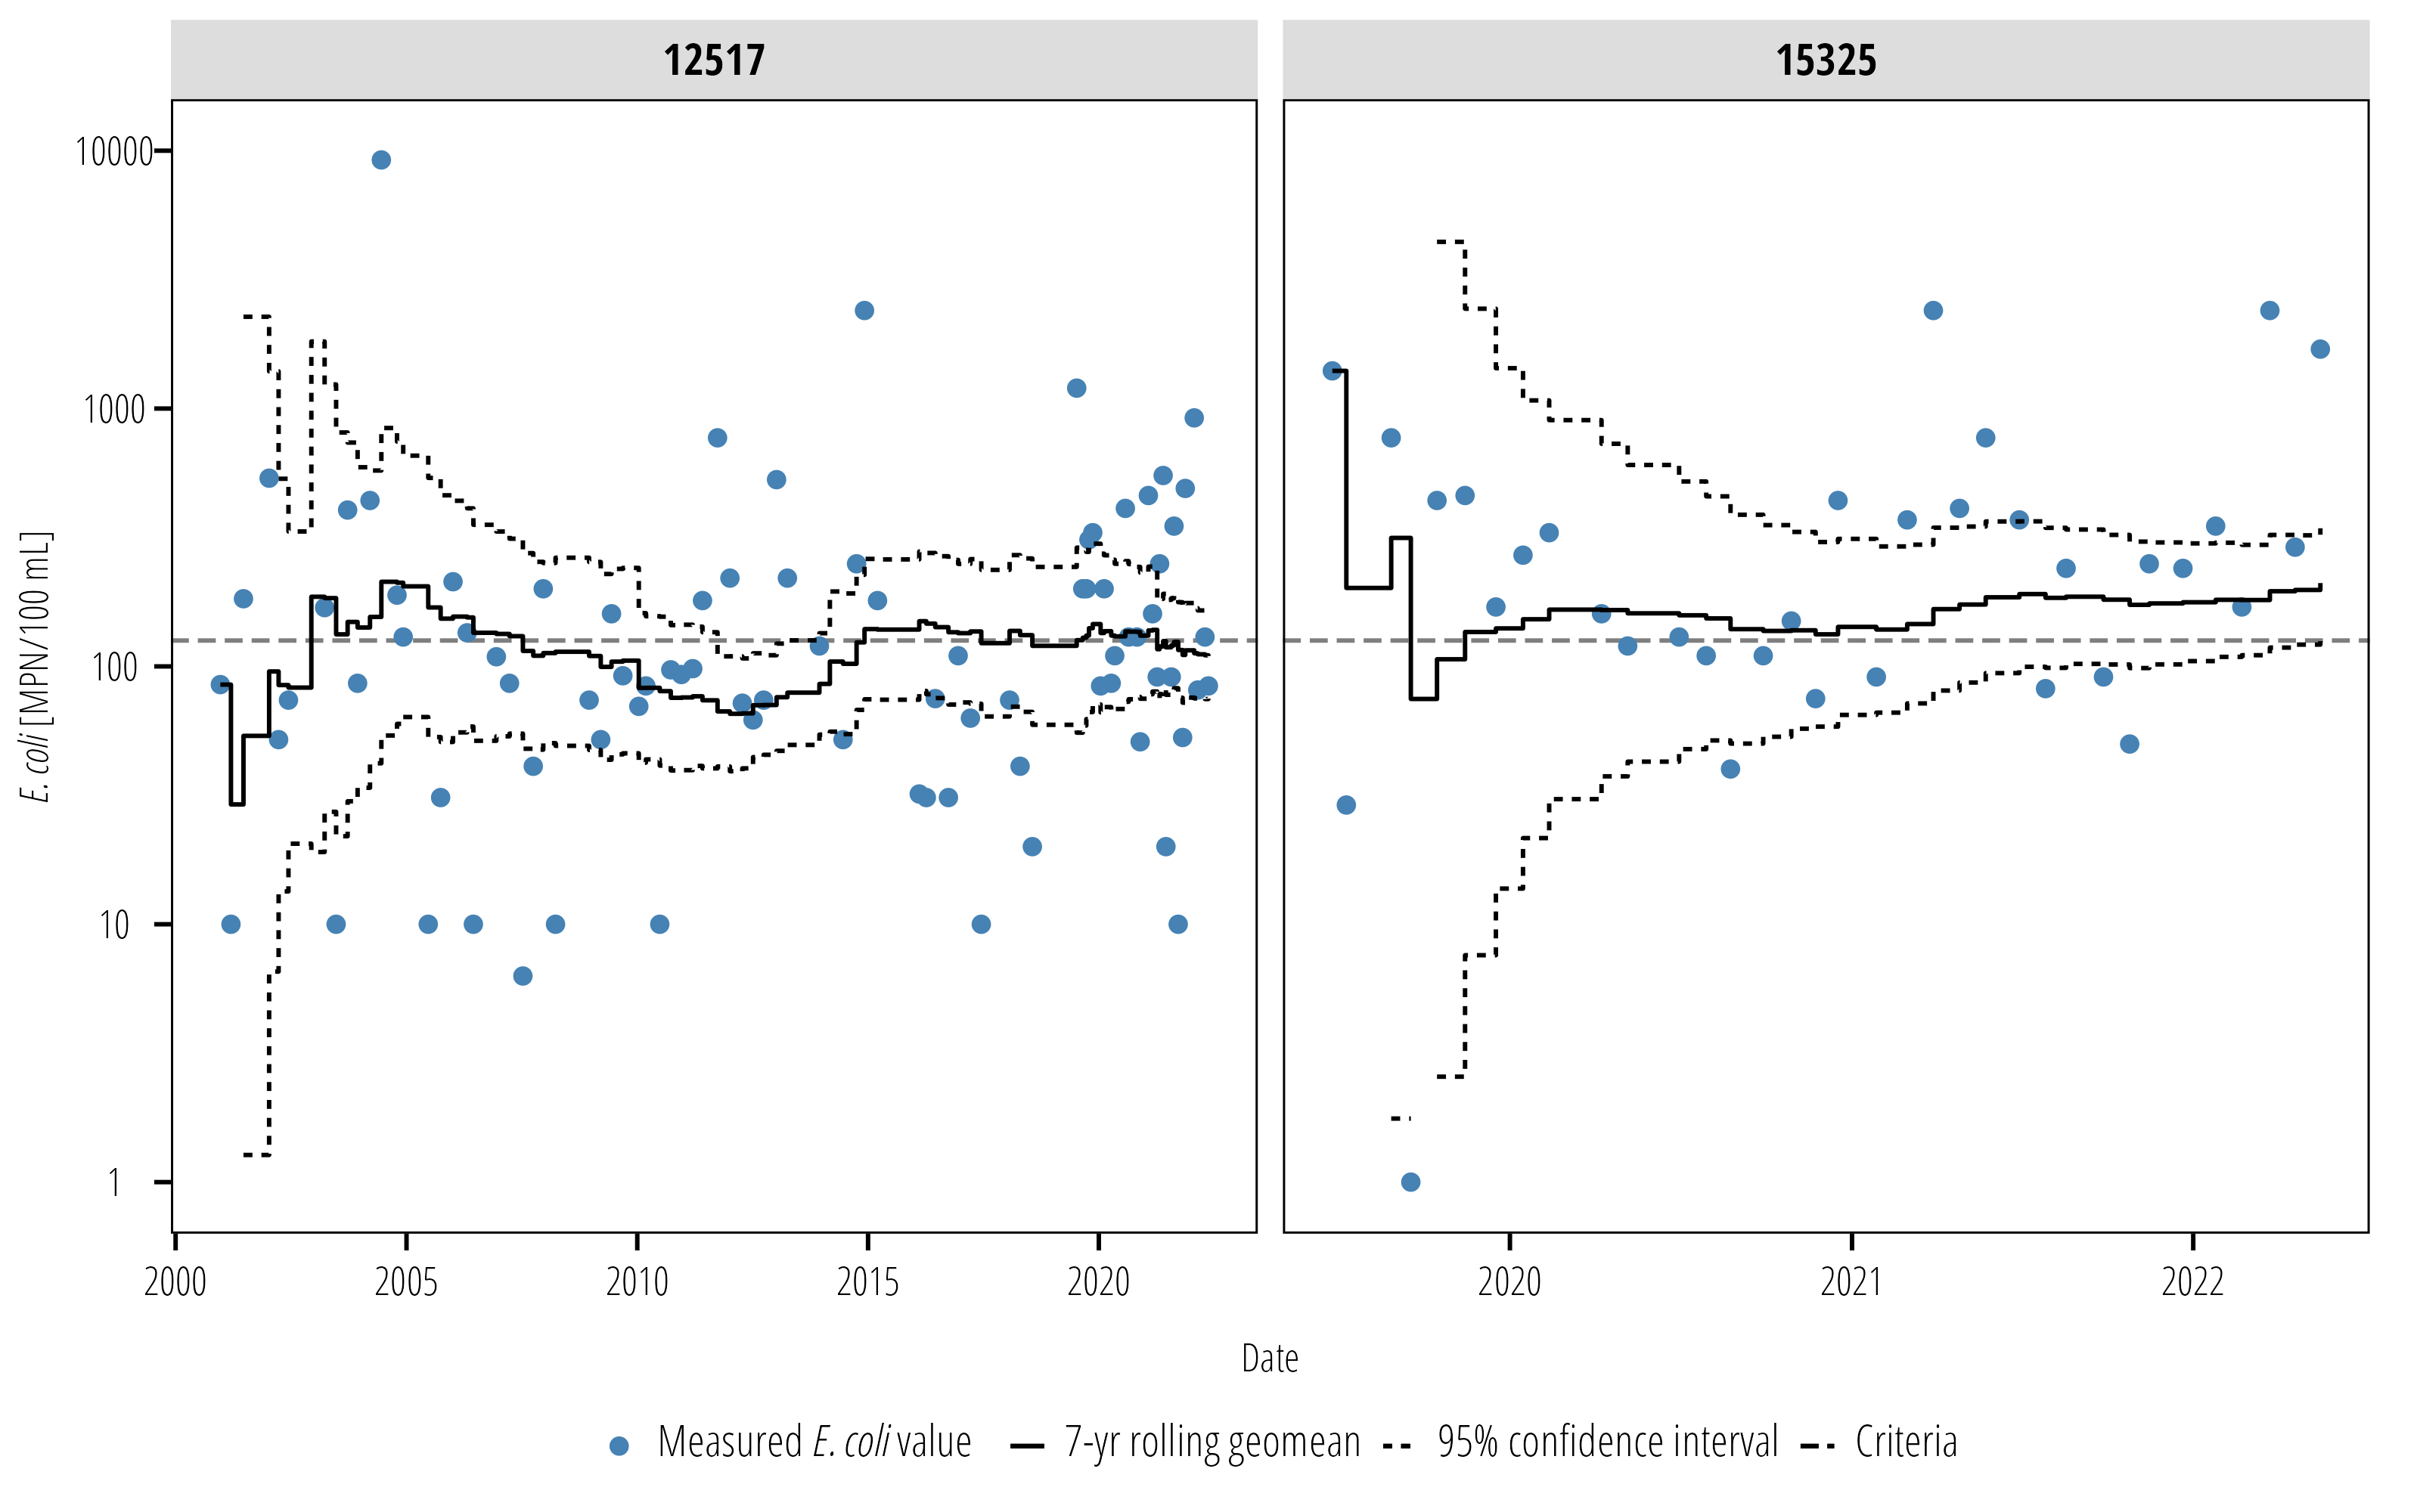 12517 15325
10000
1000
100
10
1
E. coli [MPN/100 mL]
2000 2005 2010 2015 2020 2020 2021 2022
Date
Measured E. coli value 7-yr rolling geomean 95% confidence interval Criteria